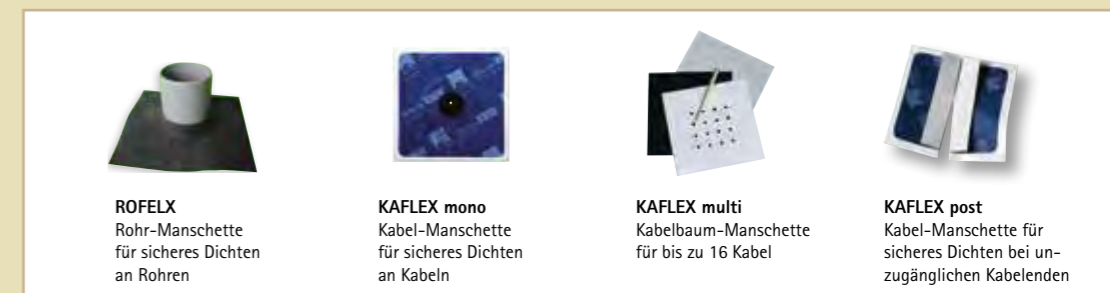 ROFELX
Rohr-Manschette
für sicheres Dichten
an Rohren
KAFLEX mono
Kabel-Manschette
für sicheres Dichten
an Kabeln
KAFLEX multi
Kabelbaum-Manschette
für bis zu 16 Kabel
KAFLEX post
Kabel-Manschette für
sicheres Dichten bei un-
zugänglichen Kabelenden